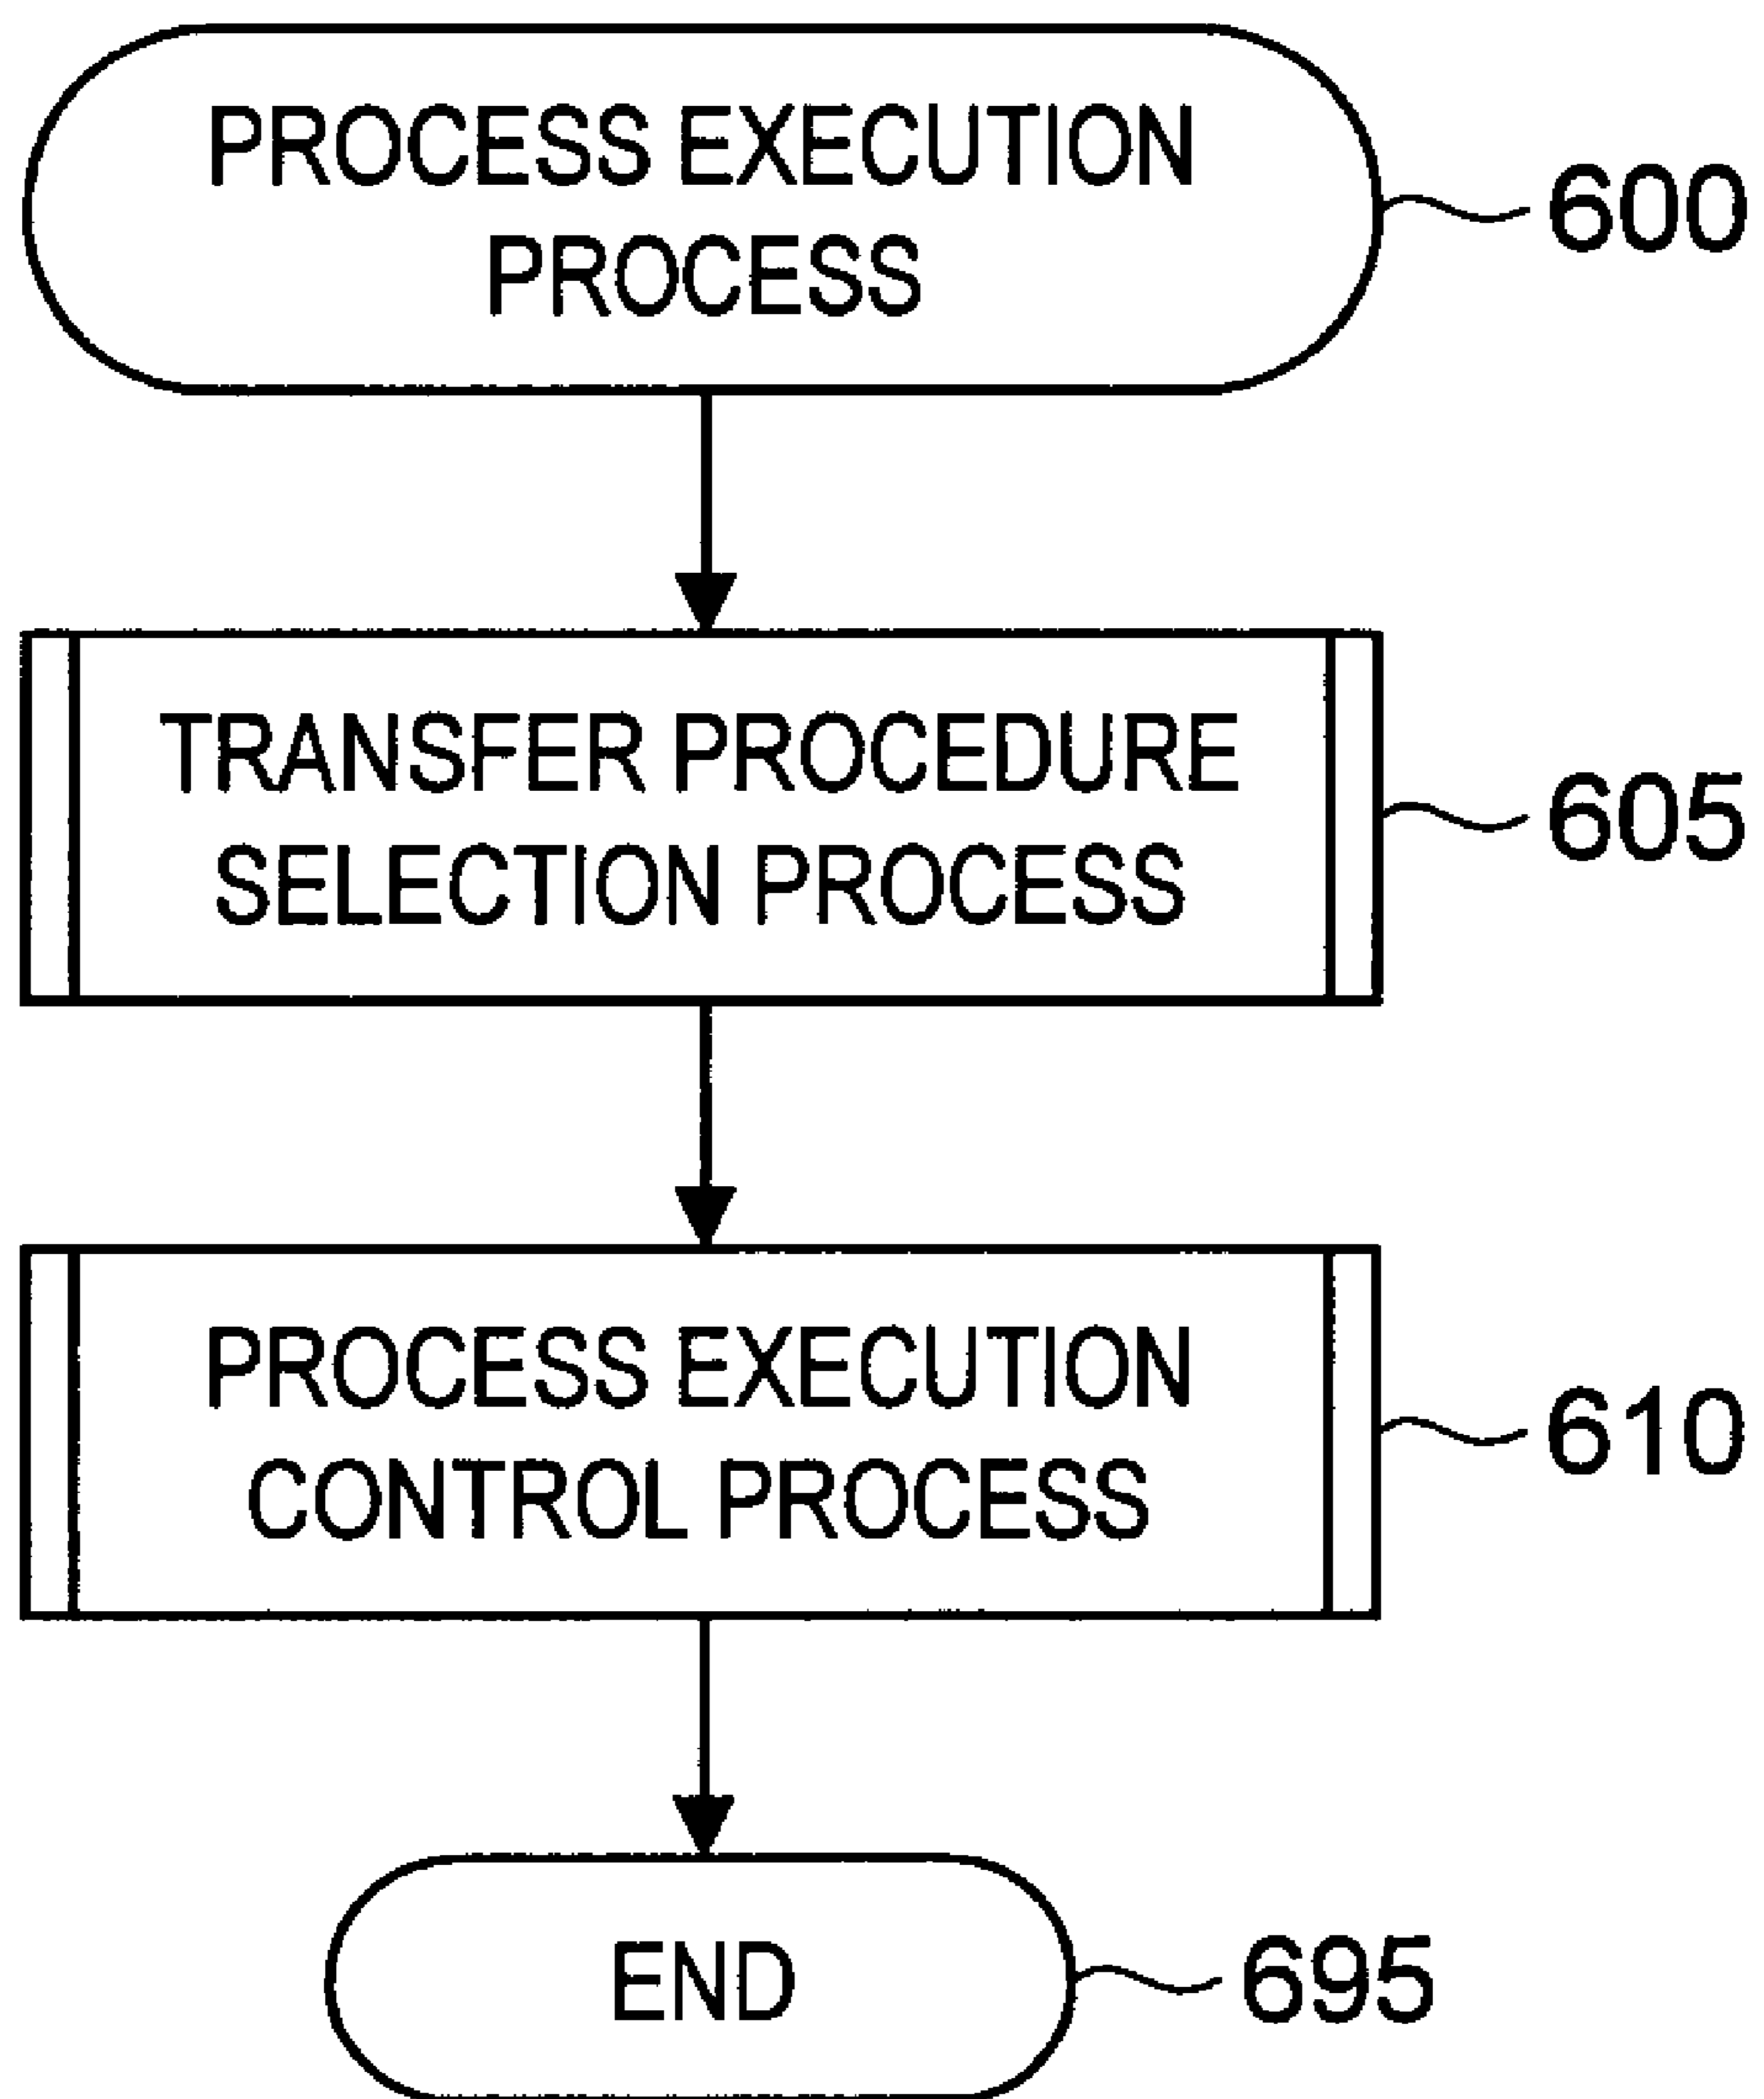 PROCESS EXECUTION
PROCESS
600
TRANSFER PROCEDURE
SELECTION PROCESS
605
PROCESS EXECUTION
CONTROL PROCESS
610
END
695